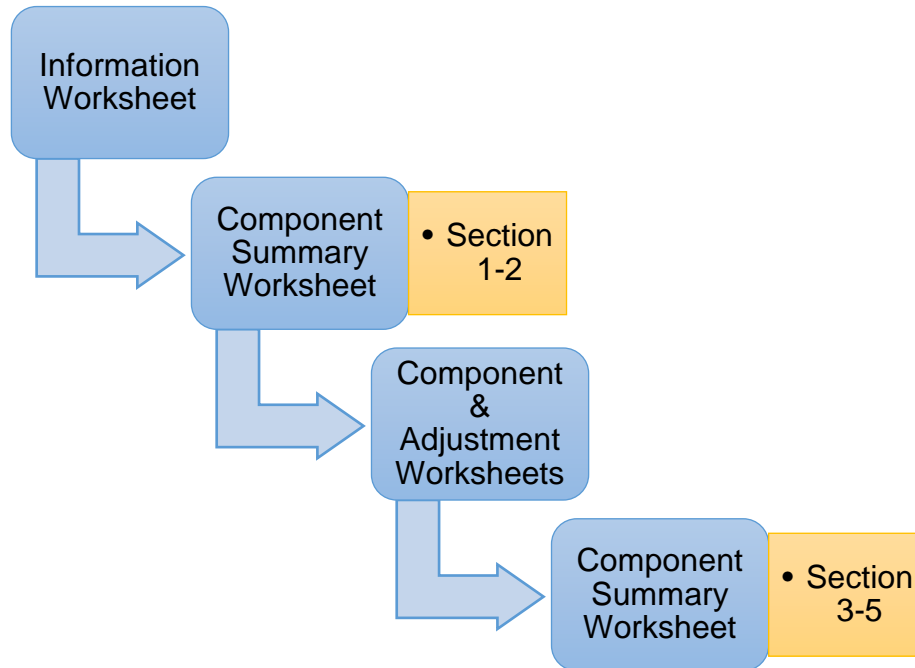 Information
Worksheet
Component
Summary
Worksheet
• Section
1-2
Component
&
Adjustment
Worksheets
Component
Summary
Worksheet
• Section
3-5